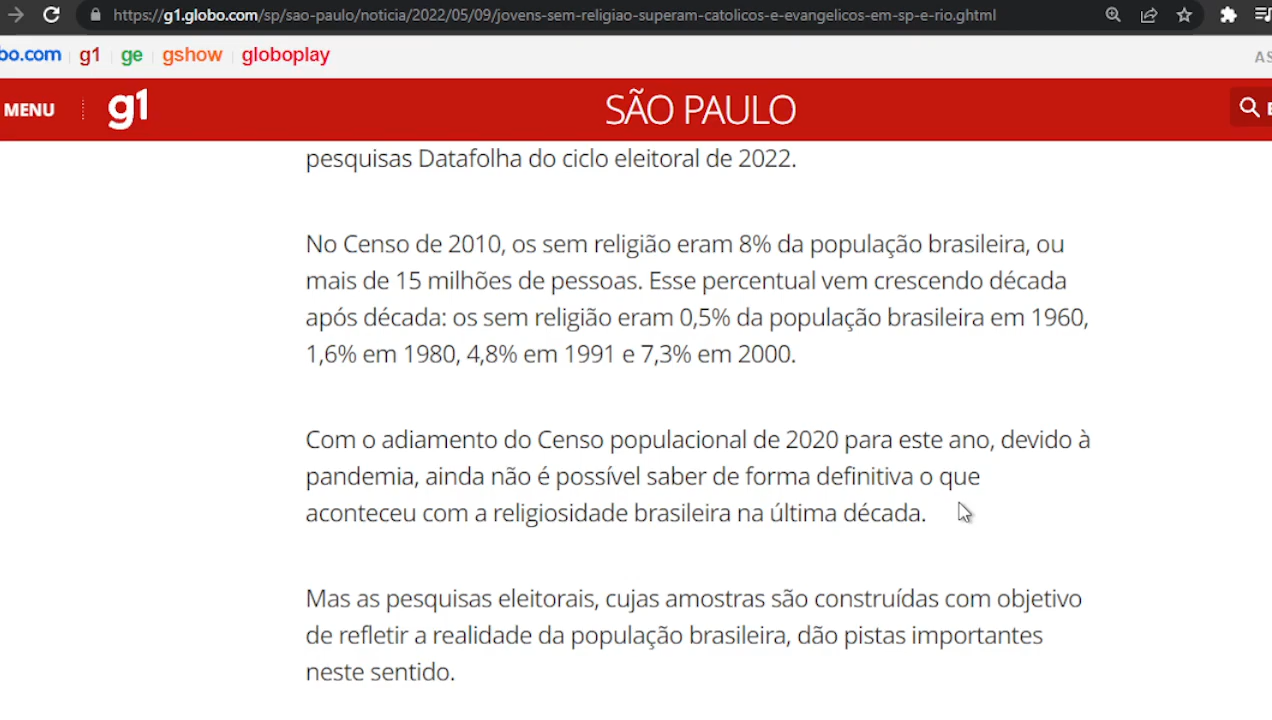 https://g1.globo.com/sp/sao-paulo/noticia/2022/05/09/jovens-sem-religiao-superam-catolicos-e-evangelicos-em-sp-e-rio.ghtml
bo.com g1 ge gshow globoplay AS
MENU g1 SÃO PAULO
pesquisas Datafolha do ciclo eleitoral de 2022.
No Censo de 2010, os sem religião eram 8% da população brasileira, ou
mais de 15 milhões de pessoas. Esse percentual vem crescendo década
após década: os sem religião eram 0,5% da população brasileira em 1960,
1,6% em 1980, 4,8% em 1991 e 7,3% em 2000.
Com o adiamento do Censo populacional de 2020 para este ano, devido à
pandemia, ainda não é possível saber de forma definitiva o que
aconteceu com a religiosidade brasileira na última década.
Mas as pesquisas eleitorais, cujas amostras são construídas com objetivo
de refletir a realidade da população brasileira, dão pistas importantes
neste sentido.